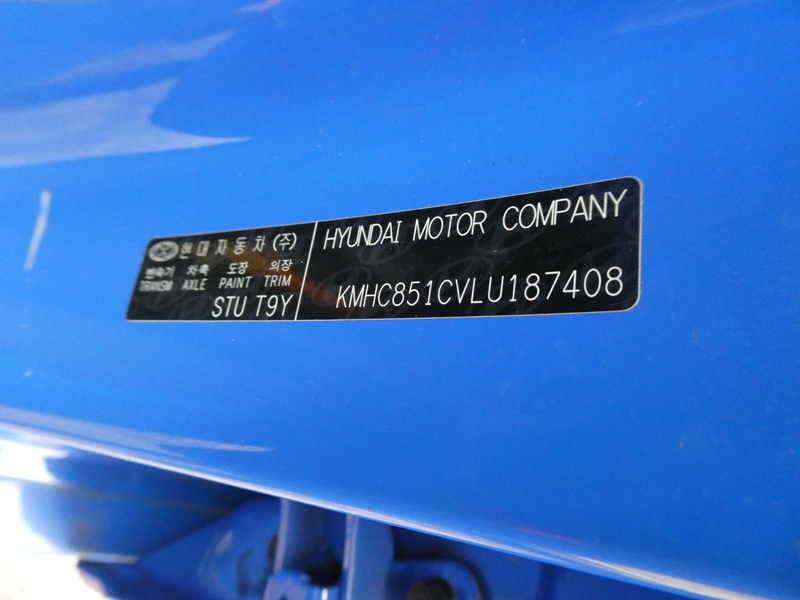 현대자동차(주)
변속기 차축 도장 의장
TRANSM AXLE PAINT TRIM
STU T9Y
HYUNDAI MOTOR COMPANY
KMHC851CVLU187408